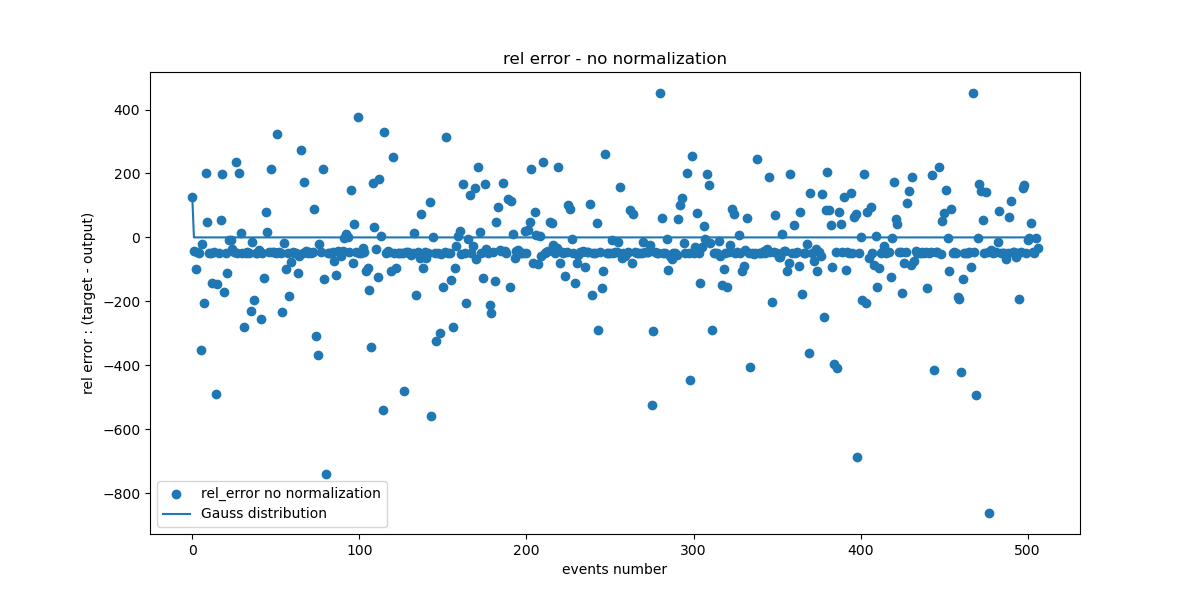 rel error - no normalization
rel error : (target - output)
400
200
0
−200
−400
−600
−800
rel_error no normalization
Gauss distribution
0 100 200 300 400 500
events number